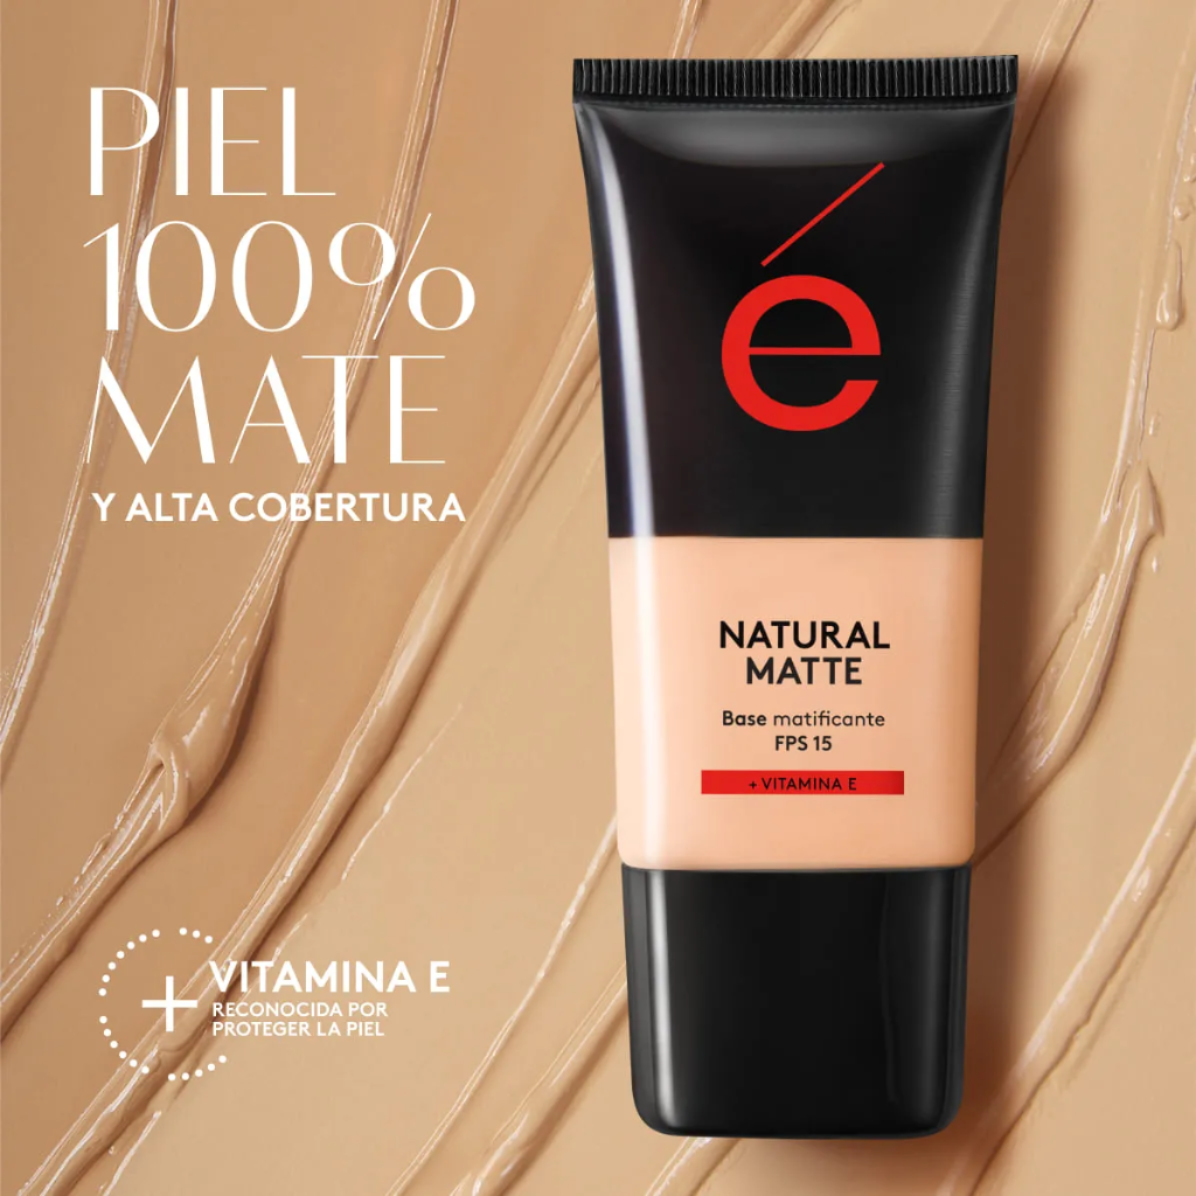 PIEL
100%
MATE
Y ALTA COBERTURA
é
NATURAL
MATTE
Base matificante
FPS 15
+ VITAMINA E
+ VITAMINA E
RECONOCIDA POR
PROTEGER LA PIEL